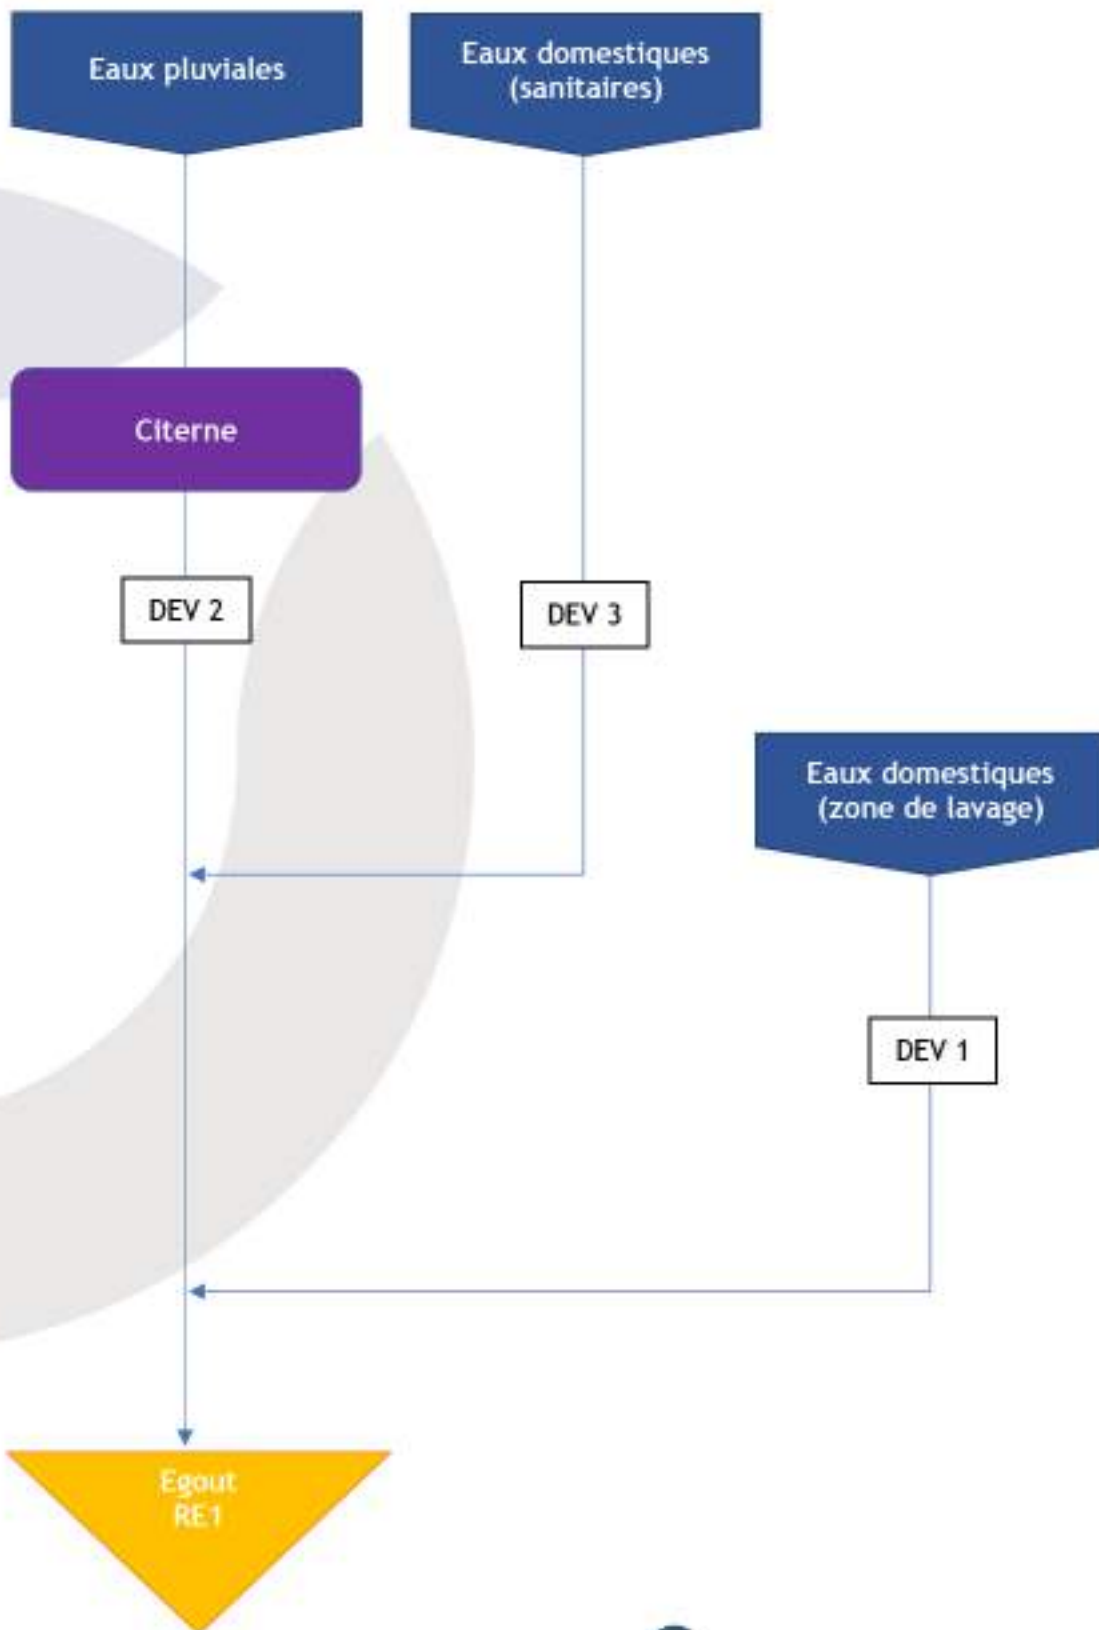 Eaux pluviales
Eaux domestiques
(sanitaires)
Citerne
DEV 2
DEV 3
Eaux domestiques
(zone de lavage)
DEV 1
Egout
RE1